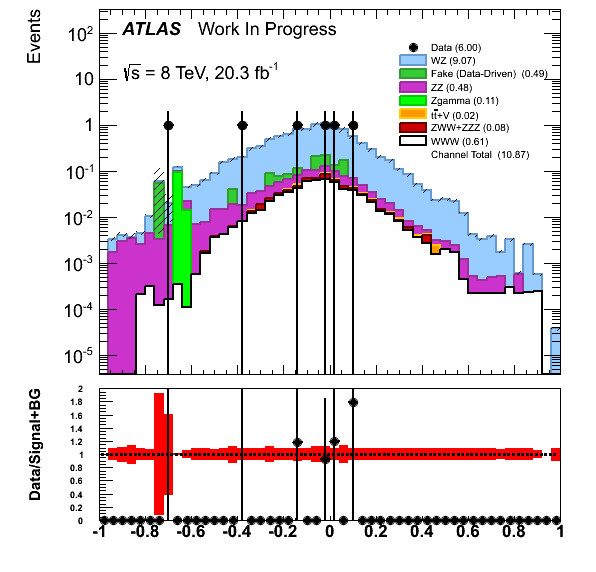 Events
ATLAS Work In Progress
√s = 8 TeV, 20.3 fb⁻¹
Data (6.00)
WZ (9.07)
Fake (Data-Driven) (0.49)
ZZ (0.48)
Zgamma (0.11)
tt̄+V (0.02)
ZWW+ZZZ (0.08)
WWW (0.61)
Channel Total (10.87)
10²
10
1
10⁻¹
10⁻²
10⁻³
10⁻⁴
10⁻⁵
Data/Signal+BG
2
1.8
1.6
1.4
1.2
1
0.8
0.6
0.4
0.2
0
-1 -0.8 -0.6 -0.4 -0.2 0 0.2 0.4 0.6 0.8 1